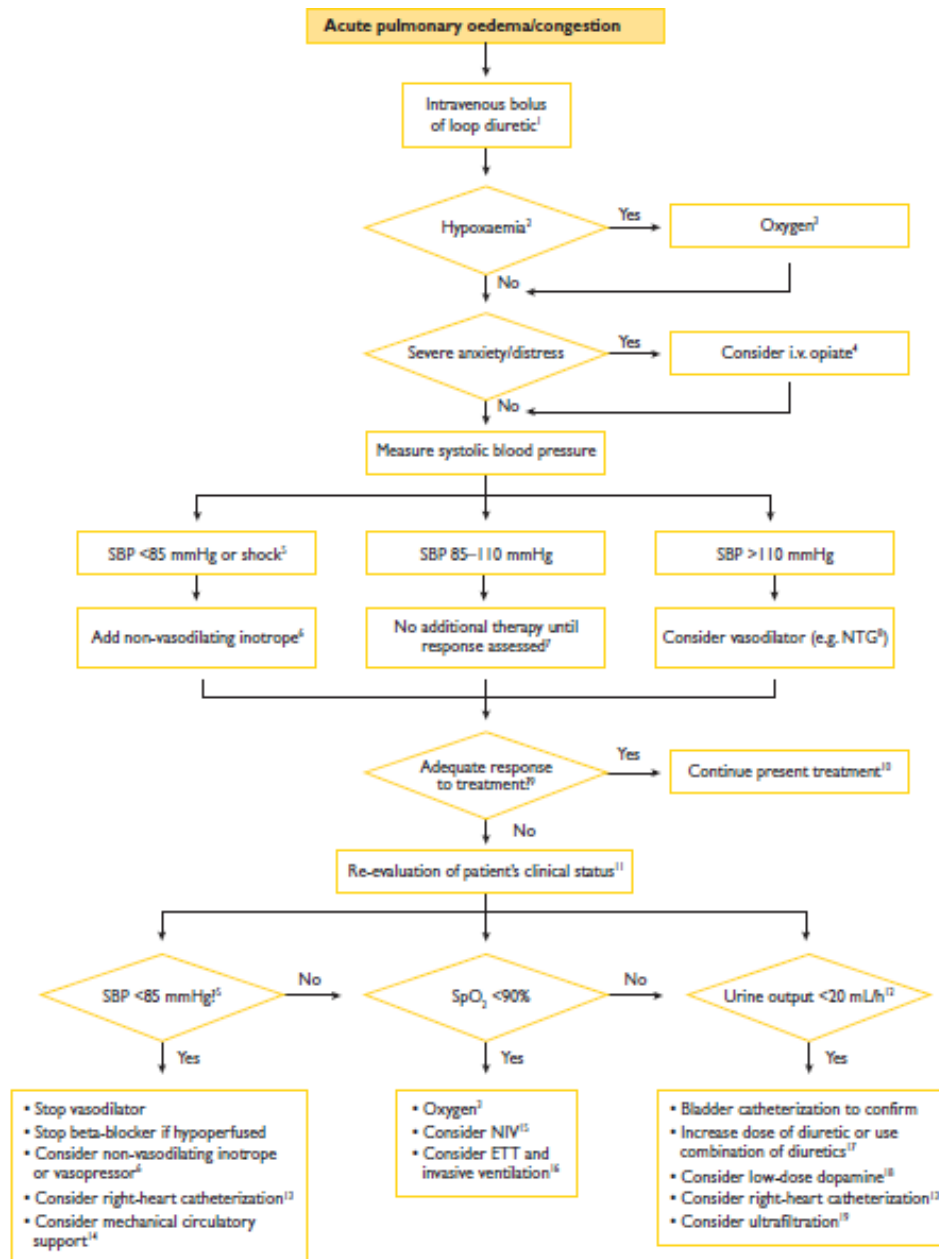 Acute pulmonary oedema/congestion
Intravenous bolus
of loop diuretic¹
Hypoxaemia²
Yes
Oxygen³
No
Severe anxiety/distress
Yes
Consider i.v. opiate⁴
No
Measure systolic blood pressure
SBP <85 mmHg or shock⁵
SBP 85–110 mmHg
SBP >110 mmHg
Add non-vasodilating inotrope⁶
No additional therapy until
response assessed⁷
Consider vasodilator (e.g. NTG⁸)
Adequate response
to treatment?⁹
Yes
Continue present treatment¹⁰
No
Re-evaluation of patient's clinical status¹¹
SBP <85 mmHg?⁵
No
SpO₂ <90%
No
Urine output <20 mL/h¹²
Yes
Yes
Yes
• Stop vasodilator
• Stop beta-blocker if hypoperfused
• Consider non-vasodilating inotrope
or vasopressor⁶
• Consider right-heart catheterization¹³
• Consider mechanical circulatory
support¹⁴
• Oxygen³
• Consider NIV¹⁵
• Consider ETT and
invasive ventilation¹⁶
• Bladder catheterization to confirm
• Increase dose of diuretic or use
combination of diuretics¹⁷
• Consider low-dose dopamine¹⁸
• Consider right-heart catheterization¹³
• Consider ultrafiltration¹⁹